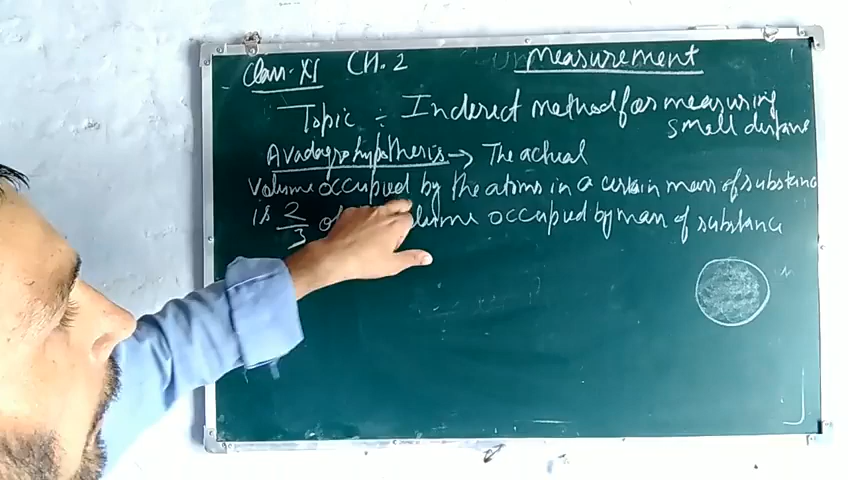 Class-XI CH.2 Measurement
Topic :- Inderect method for measuring
small distance
Avadagro hypothesis → The actual
volume occupied by the atoms in a certain mass of substance
is 2/3 of volume occupied by mass of substance